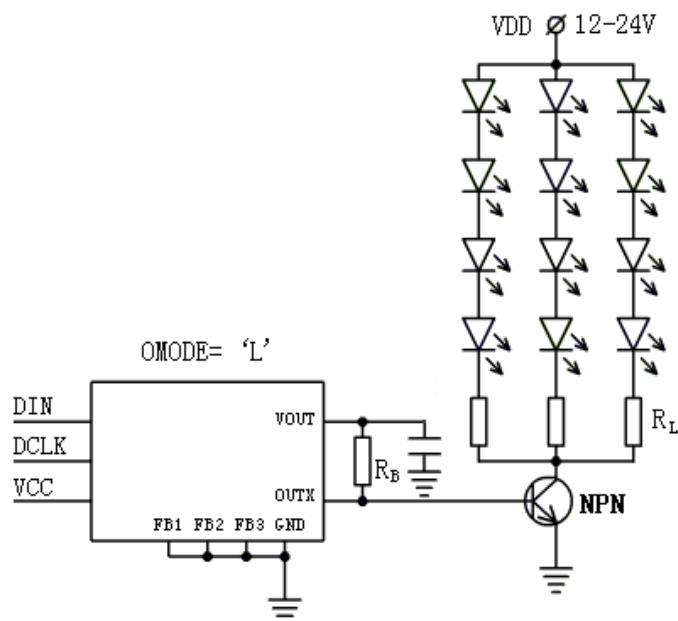 VDD 12-24V
OMODE= ‘L’
DIN
DCLK
VCC
VOUT
OUTX
FB1 FB2 FB3 GND
RB
RL
NPN